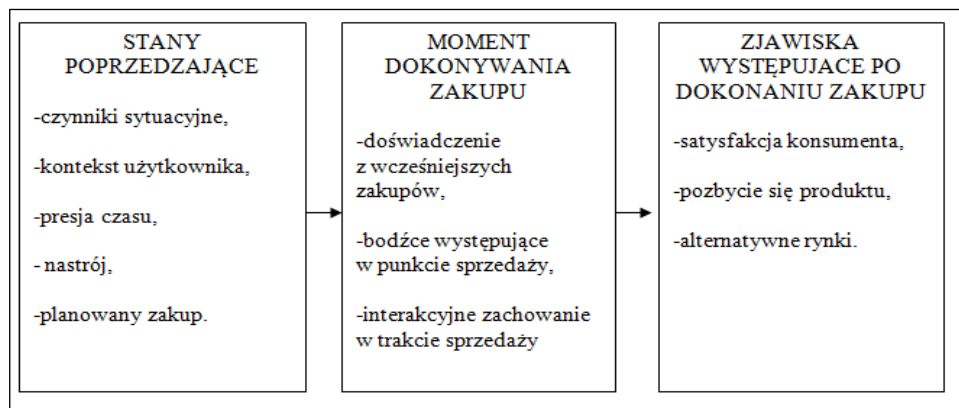 STANY
POPRZEDZAJĄCE
-czynniki sytuacyjne,
-kontekst użytkownika,
-presja czasu,
- nastrój,
-planowany zakup.
MOMENT
DOKONYWANIA
ZAKUPU
-doświadczenie
z wcześniejszych
zakupów,
-bodźce występujące
w punkcie sprzedaży,
-interakcyjne zachowanie
w trakcie sprzedaży
ZJAWISKA
WYSTĘPUJACE PO
DOKONANIU ZAKUPU
-satysfakcja konsumenta,
-pozbycie się produktu,
-alternatywne rynki.